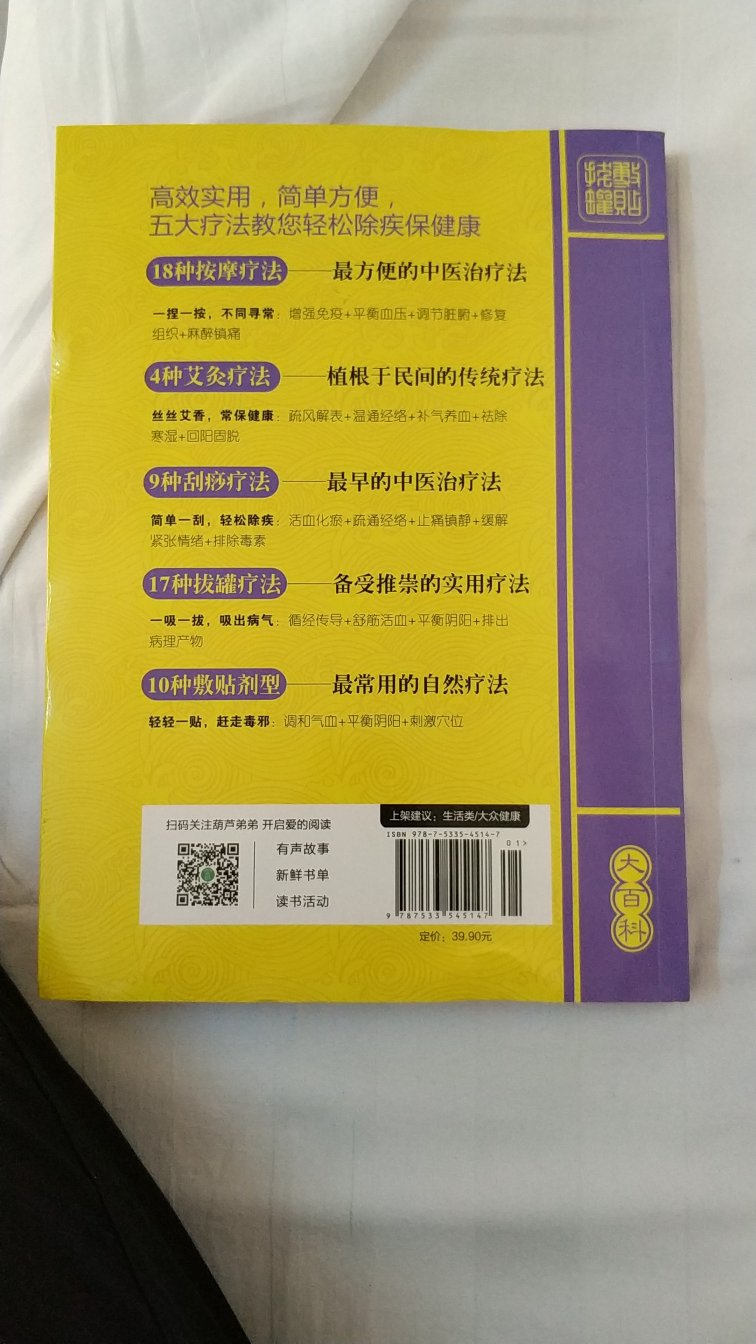 高效实用，简单方便，
五大疗法教您轻松除疾保健康
18种按摩疗法——最方便的中医治疗法
一捏一按，不同寻常：增强免疫+平衡血压+调节脏腑+修复
组织+麻醉镇痛
4种艾灸疗法——植根于民间的传统疗法
丝丝艾香，常保健康：疏风解表+温通经络+补气养血+祛除
寒湿+回阳固脱
9种刮痧疗法——最早的中医治疗法
简单一刮，轻松除疾：活血化瘀+疏通经络+止痛镇静+缓解
紧张情绪+排除毒素
17种拔罐疗法——备受推崇的实用疗法
一吸一拔，吸出病气：循经传导+舒筋活血+平衡阴阳+排出
病理产物
10种敷贴剂型——最常用的自然疗法
轻轻一贴，赶走毒邪：调和气血+平衡阴阳+刺激穴位
扫码关注葫芦弟弟 开启爱的阅读
有声故事
新鲜书单
读书活动
上架建议：生活类/大众健康
ISBN 978-7-5335-4514-7
01>
9 787533 545147
定价：39.90元
敷貼
拔罐
大百科